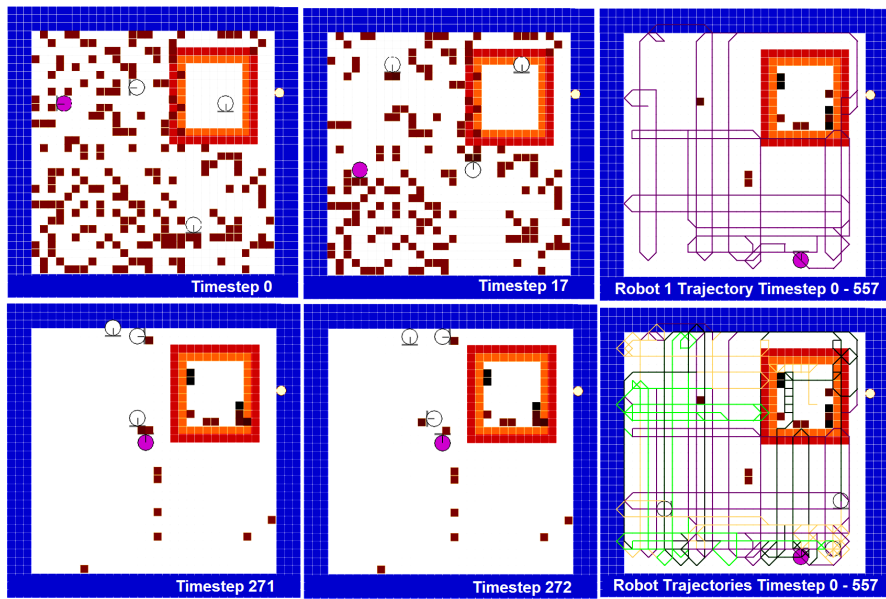 Timestep 0
Timestep 17
Robot 1 Trajectory Timestep 0 - 557
Timestep 271
Timestep 272
Robot Trajectories Timestep 0 - 557